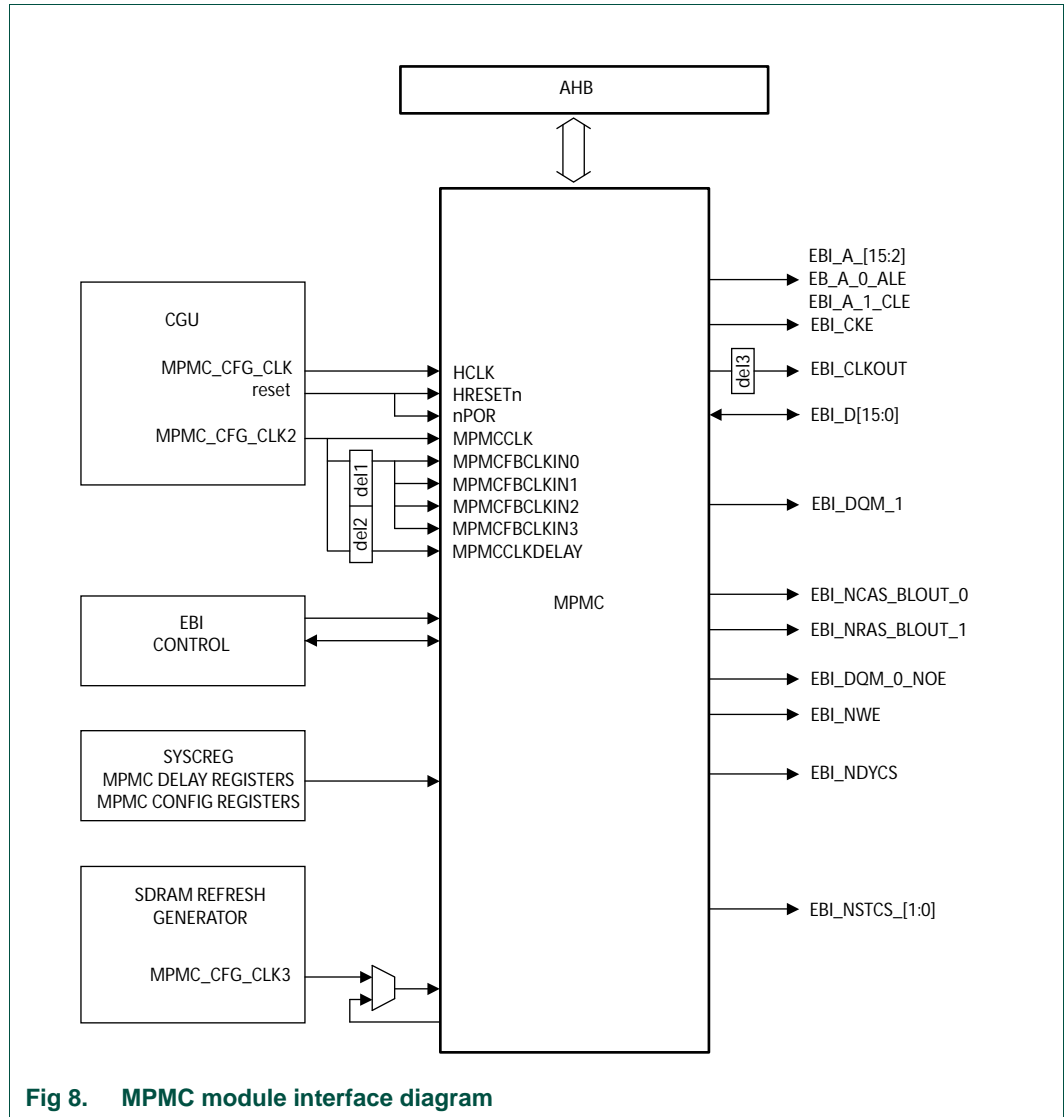 AHB
CGU
MPMC_CFG_CLK
reset
MPMC_CFG_CLK2
del1
del2
HCLK
HRESETn
nPOR
MPMCCLK
MPMCFBCLKIN0
MPMCFBCLKIN1
MPMCFBCLKIN2
MPMCFBCLKIN3
MPMCCLKDELAY
MPMC
EBI
CONTROL
SYSCREG
MPMC DELAY REGISTERS
MPMC CONFIG REGISTERS
SDRAM REFRESH
GENERATOR
MPMC_CFG_CLK3
EBI_A_[15:2]
EB_A_0_ALE
EBI_A_1_CLE
EBI_CKE
del3
EBI_CLKOUT
EBI_D[15:0]
EBI_DQM_1
EBI_NCAS_BLOUT_0
EBI_NRAS_BLOUT_1
EBI_DQM_0_NOE
EBI_NWE
EBI_NDYCS
EBI_NSTCS_[1:0]
Fig 8. MPMC module interface diagram